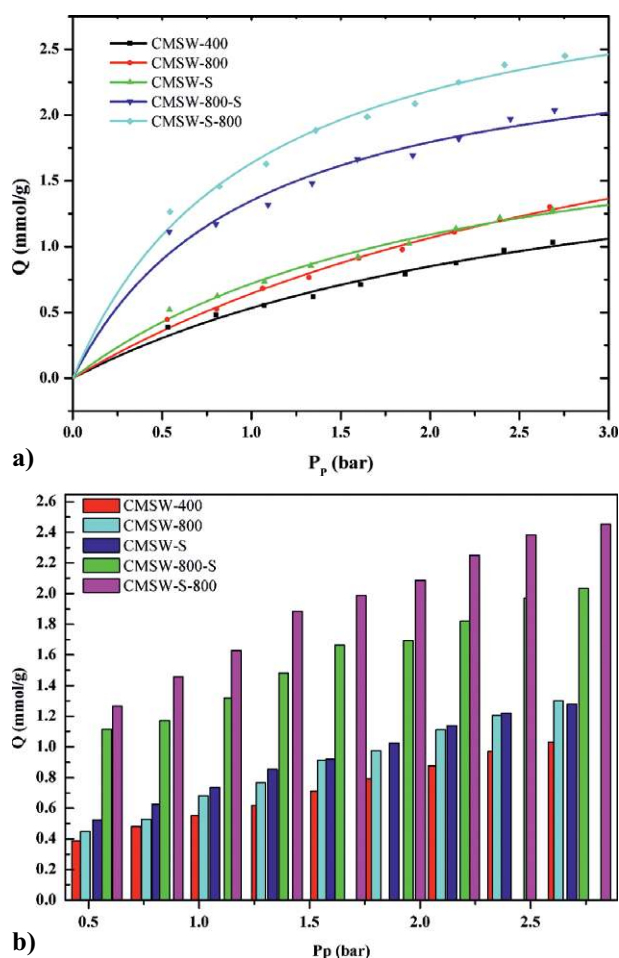 2.5
2.0
1.5
1.0
0.5
0.0
Q (mmol/g)
CMSW-400
CMSW-800
CMSW-S
CMSW-800-S
CMSW-S-800
0.0 0.5 1.0 1.5 2.0 2.5 3.0
a)
P_P (bar)
2.6
2.4
2.2
2.0
1.8
1.6
1.4
1.2
1.0
0.8
0.6
0.4
0.2
0.0
Q (mmol/g)
CMSW-400
CMSW-800
CMSW-S
CMSW-800-S
CMSW-S-800
0.5 1.0 1.5 2.0 2.5
b)
Pp (bar)